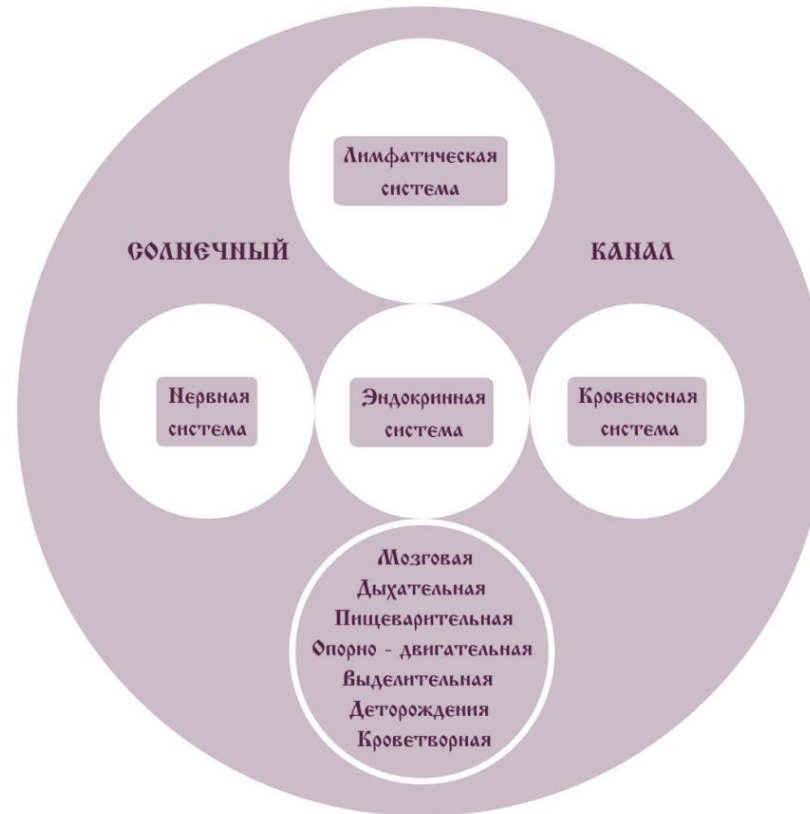 Лимфатическая
система
СОЛНЕЧНЫЙ КАНАЛ
Нервная
система
Эндокринная
система
Кровеносная
система
Мозговая
Дыхательная
Пищеварительная
Опорно - двигательная
Выделительная
Деторождения
Кроветворная